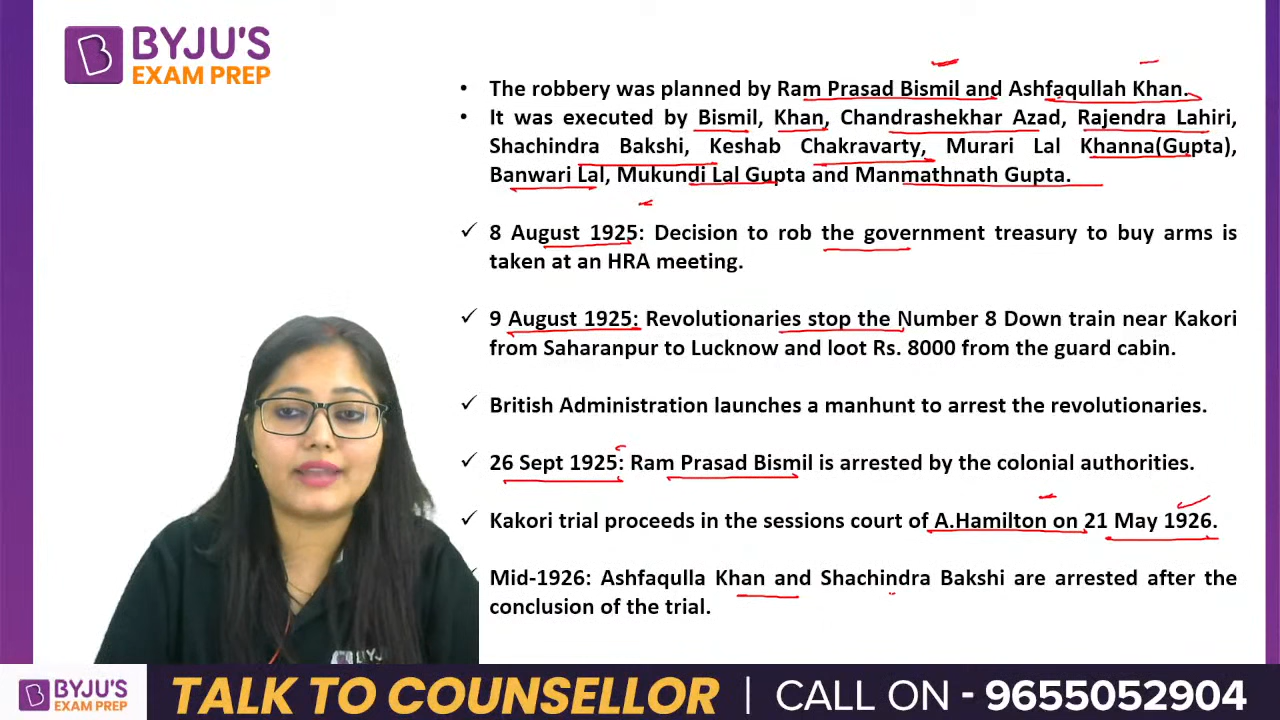 BYJU'S
EXAM PREP
• The robbery was planned by Ram Prasad Bismil and Ashfaqullah Khan.
• It was executed by Bismil, Khan, Chandrashekhar Azad, Rajendra Lahiri,
Shachindra Bakshi, Keshab Chakravarty, Murari Lal Khanna(Gupta),
Banwari Lal, Mukundi Lal Gupta and Manmathnath Gupta.
✓ 8 August 1925: Decision to rob the government treasury to buy arms is
taken at an HRA meeting.
✓ 9 August 1925: Revolutionaries stop the Number 8 Down train near Kakori
from Saharanpur to Lucknow and loot Rs. 8000 from the guard cabin.
✓ British Administration launches a manhunt to arrest the revolutionaries.
✓ 26 Sept 1925: Ram Prasad Bismil is arrested by the colonial authorities.
✓ Kakori trial proceeds in the sessions court of A.Hamilton on 21 May 1926.
✓ Mid-1926: Ashfaqulla Khan and Shachindra Bakshi are arrested after the
conclusion of the trial.
BYJU'S
EXAM PREP
TALK TO COUNSELLOR | CALL ON - 9655052904